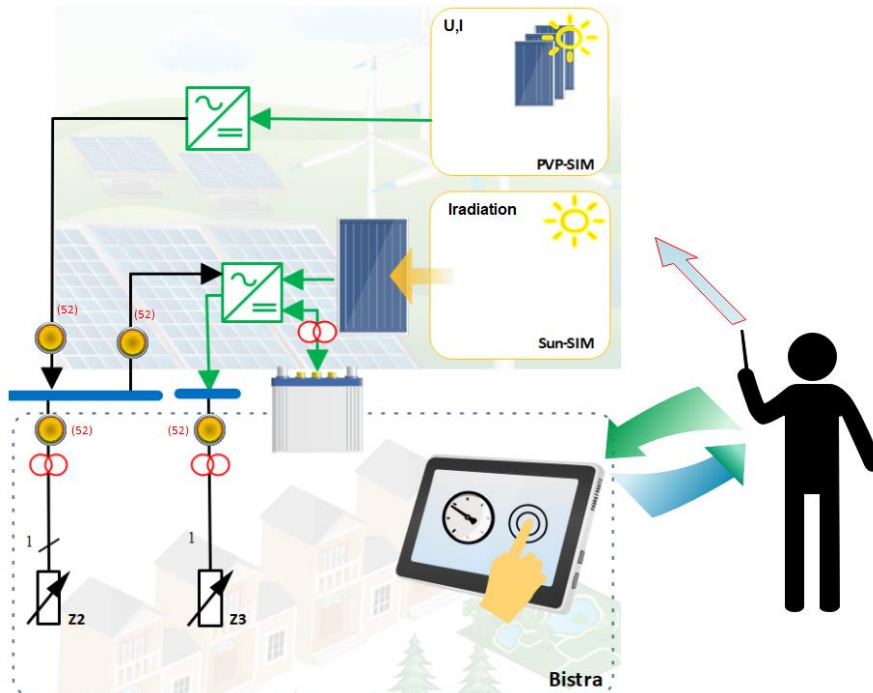 U,I
PVP-SIM
Iradiation
Sun-SIM
(52)
(52)
(52)
(52)
1
1
Z2
Z3
Bistra